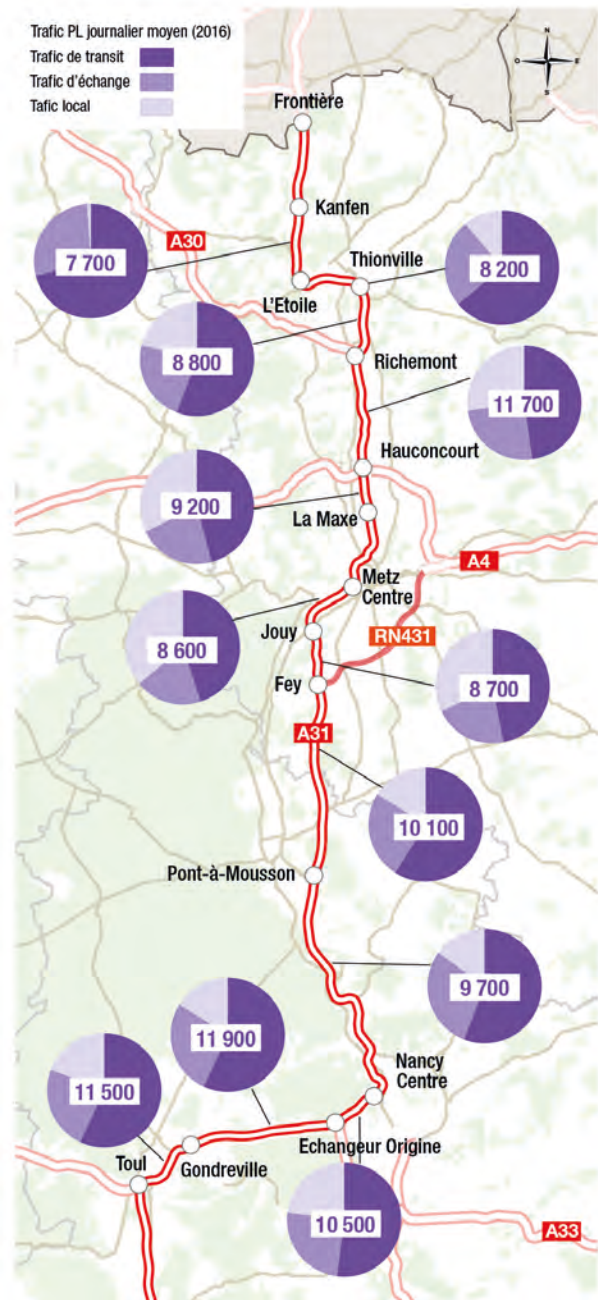 Trafic PL journalier moyen (2016)
Trafic de transit
Trafic d'échange
Tafic local
N
O
E
S
Frontière
Kanfen
A30
7 700
Thionville
8 200
L'Etoile
8 800
Richemont
11 700
Hauconcourt
9 200
La Maxe
A4
Metz
Centre
8 600
Jouy
RN431
Fey
8 700
A31
10 100
Pont-à-Mousson
9 700
11 900
Nancy
Centre
11 500
Echangeur Origine
Toul
Gondreville
10 500
A33